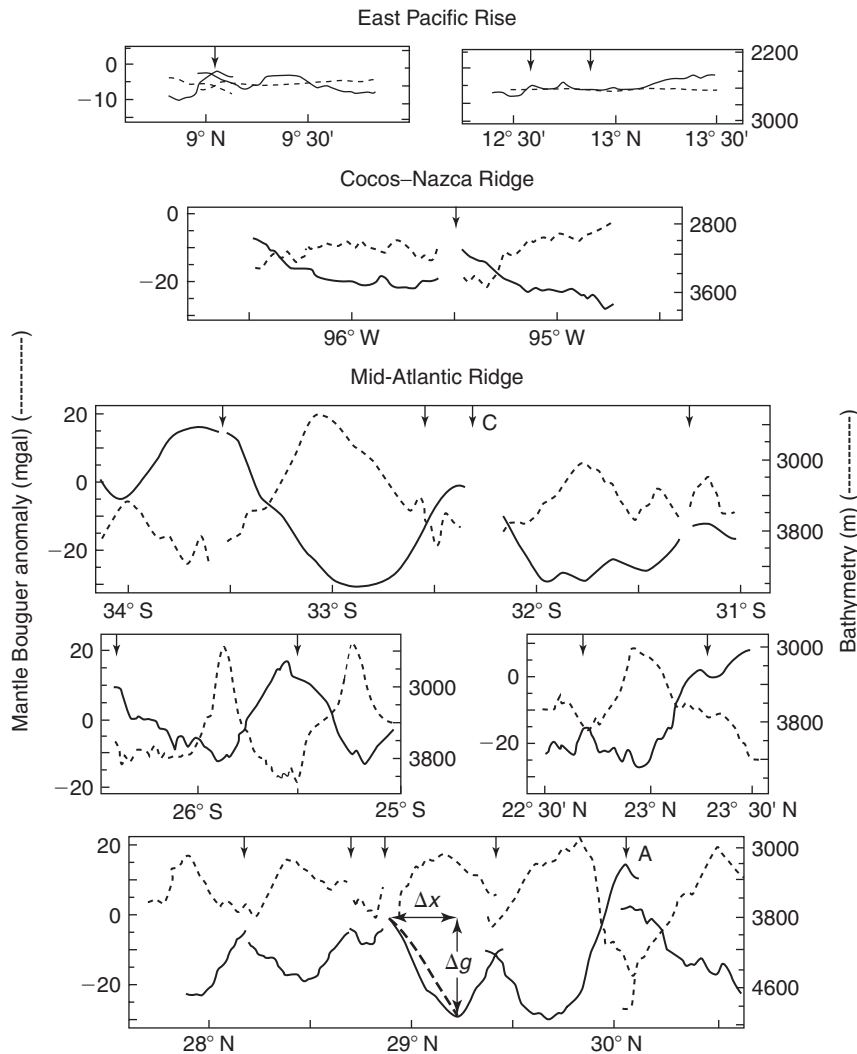 East Pacific Rise
0
−10
9° N
9° 30'
2200
3000
12° 30'
13° N
13° 30'
Cocos–Nazca Ridge
0
−20
2800
3600
96° W
95° W
Mid-Atlantic Ridge
20
0
−20
C
3000
3800
34° S
33° S
32° S
31° S
20
0
−20
3000
3800
26° S
25° S
0
−20
3000
3800
22° 30' N
23° N
23° 30' N
20
0
−20
A
Δx
Δg
3000
3800
4600
28° N
29° N
30° N
Mantle Bouguer anomaly (mgal) (----------)
Bathymetry (m) (----------)